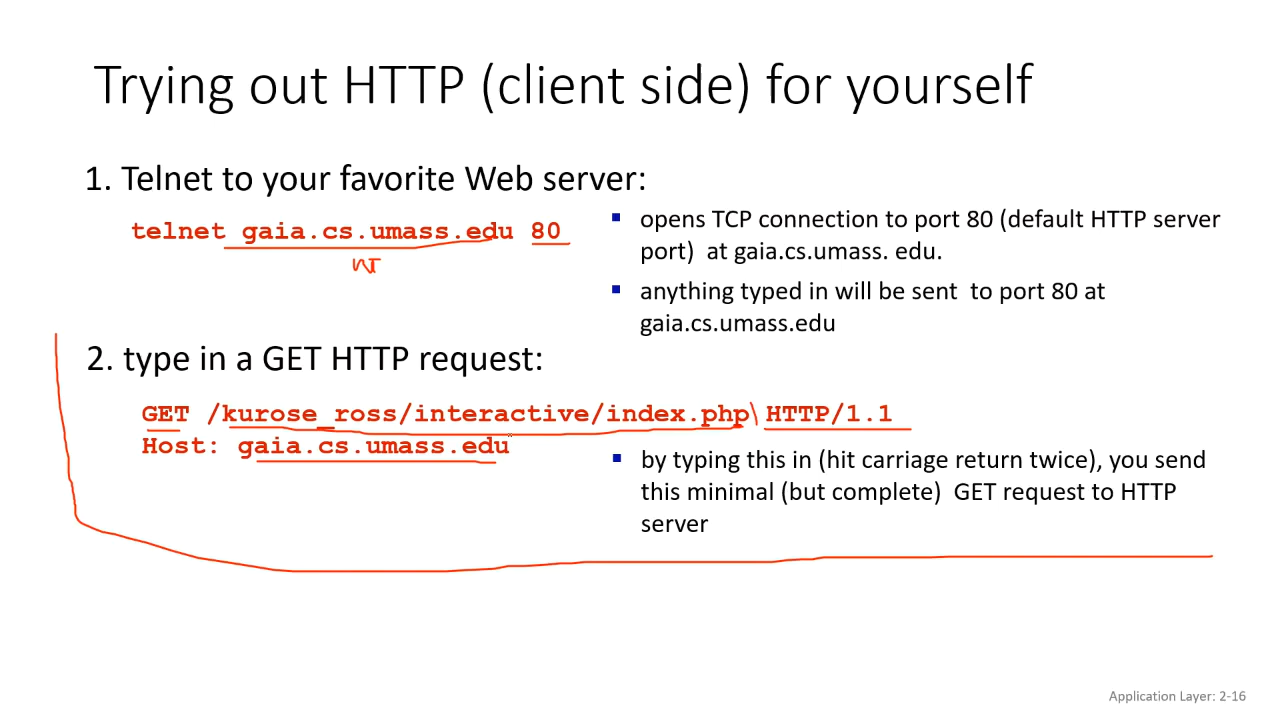 Trying out HTTP (client side) for yourself
1. Telnet to your favorite Web server:
telnet gaia.cs.umass.edu 80
▪ opens TCP connection to port 80 (default HTTP server
port)  at gaia.cs.umass. edu.
▪ anything typed in will be sent  to port 80 at
gaia.cs.umass.edu
2. type in a GET HTTP request:
GET /kurose_ross/interactive/index.php HTTP/1.1
Host: gaia.cs.umass.edu
▪ by typing this in (hit carriage return twice), you send
this minimal (but complete)  GET request to HTTP
server
Application Layer: 2-16